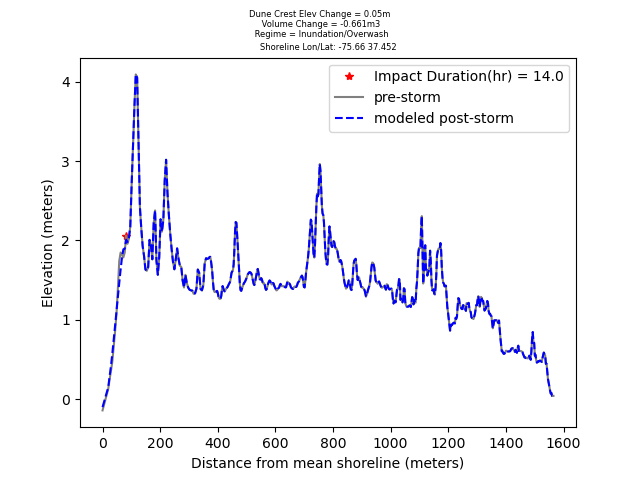 Dune Crest Elev Change = 0.05m
Volume Change = -0.661m3
Regime = Inundation/Overwash
Shoreline Lon/Lat: -75.66 37.452
Impact Duration(hr) = 14.0
pre-storm
modeled post-storm
Elevation (meters)
4
3
2
1
0
0 200 400 600 800 1000 1200 1400 1600
Distance from mean shoreline (meters)